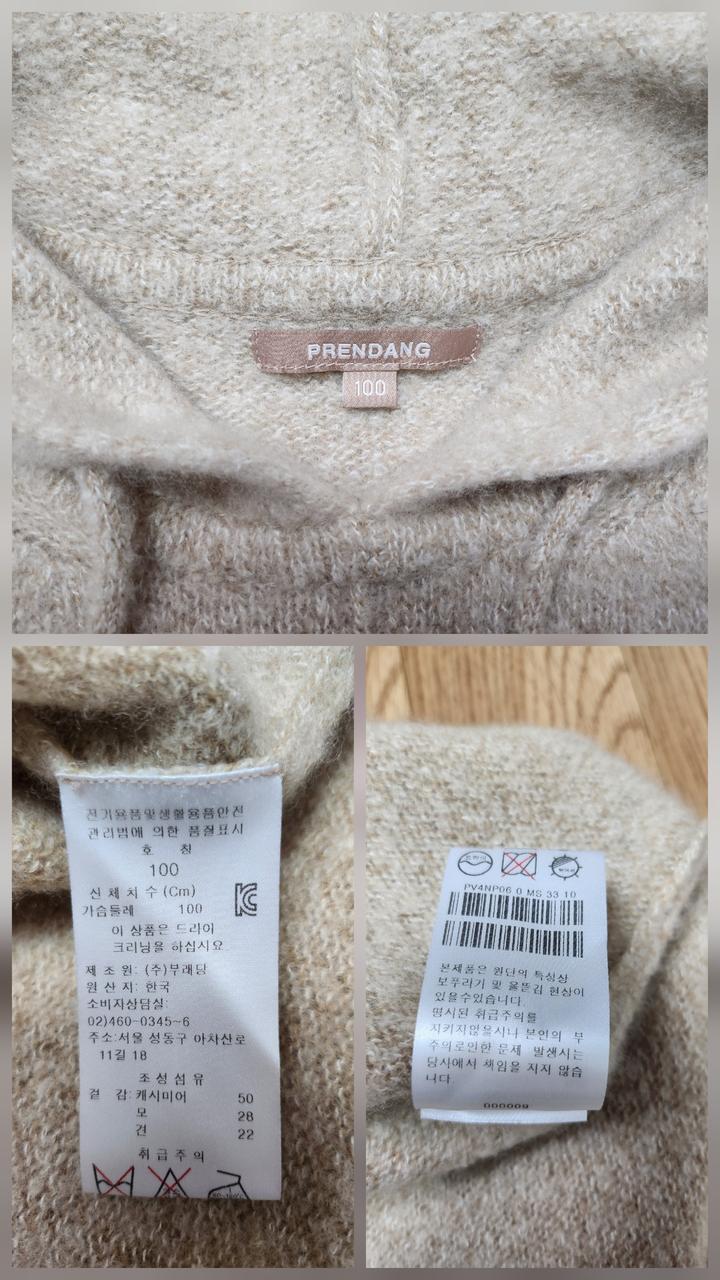 PRENDANG
100
전기용품및생활용품안전
관리법에 의한 품질표시
호 칭
100
신체치수(Cm)
가슴둘레 100
이 상품은 드라이
크리닝을 하십시요
제 조 원: (주)부래당
원 산 지: 한국
소비자상담실:
02)460-0345~6
주소:서울 성동구 아차산로
11길 18
조성섬유
겉 감: 캐시미어 50
모 28
견 22
취급주의
드라이
PV4NP06 0 MS 33 10
본제품은 원단의 특성상
보푸라기 및 올뜯김 현상이
있을수있습니다.
명시된 취급주의를
지키지않을시나 본인의 부
주의로인한 문제 발생시는
당사에서 책임을 지지 않습
니다.
000009